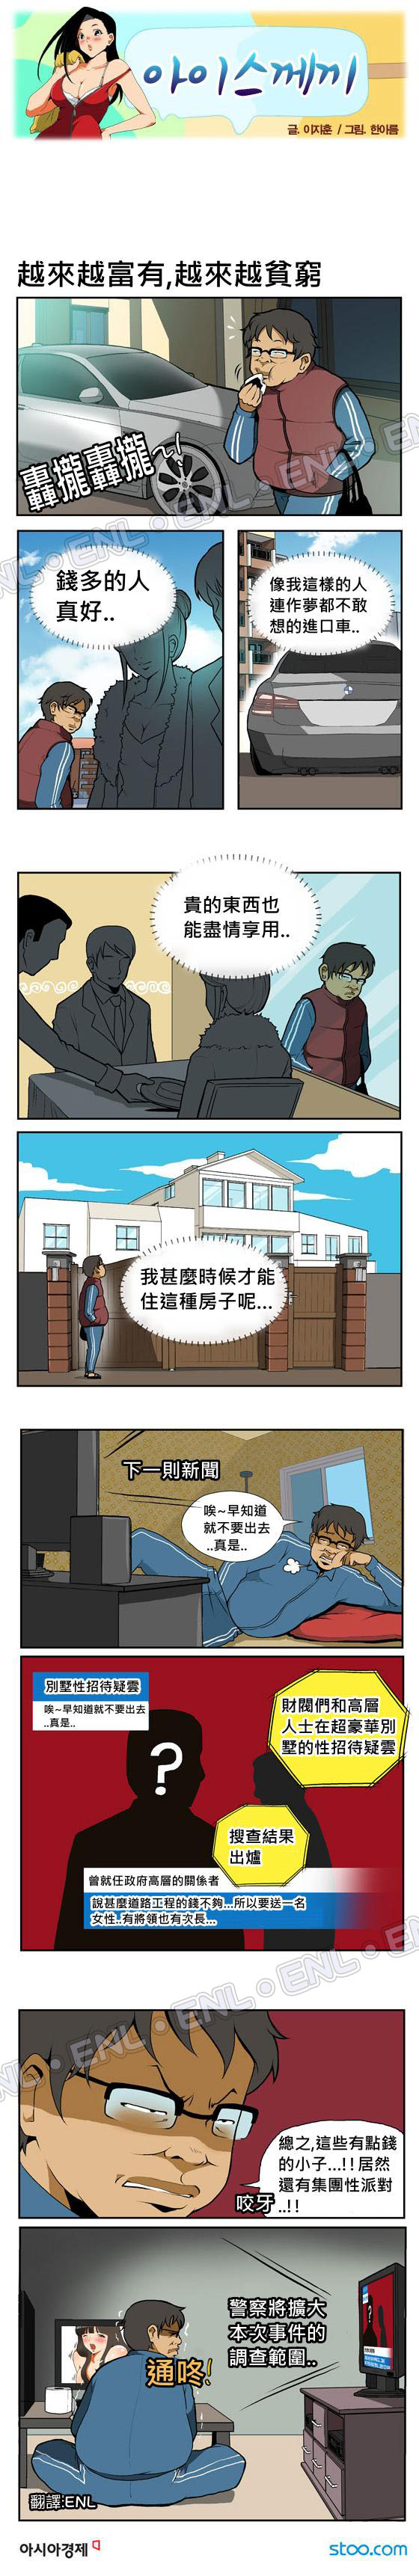 아이스께끼
글. 이지훈 / 그림. 한아름
越來越富有,越來越貧窮
轟攏轟攏~
ENL·ENL·ENL·ENL
錢多的人
真好..
像我這樣的人
連作夢都不敢
想的進口車..
貴的東西也
能盡情享用..
我甚麼時候才能
住這種房子呢...
下一則新聞
唉~早知道
就不要出去
..真是..
別墅性招待疑雲
唉~早知道就不要出去
..真是..
?
財閥們和高層
人士在超豪華別
墅的性招待疑雲
搜查結果
出爐
曾就任政府高層的關係者
說甚麼道路工程的錢不夠...所以要送一名
女性..有將領也有次長...
ENL·ENL·ENL·ENL
總之,這些有點錢
的小子...!!居然
還有集團性派對
..!!
咬牙
警察將擴大
本次事件的
調查範圍..
通咚!
翻譯:ENL
아시아경제
stoo.com